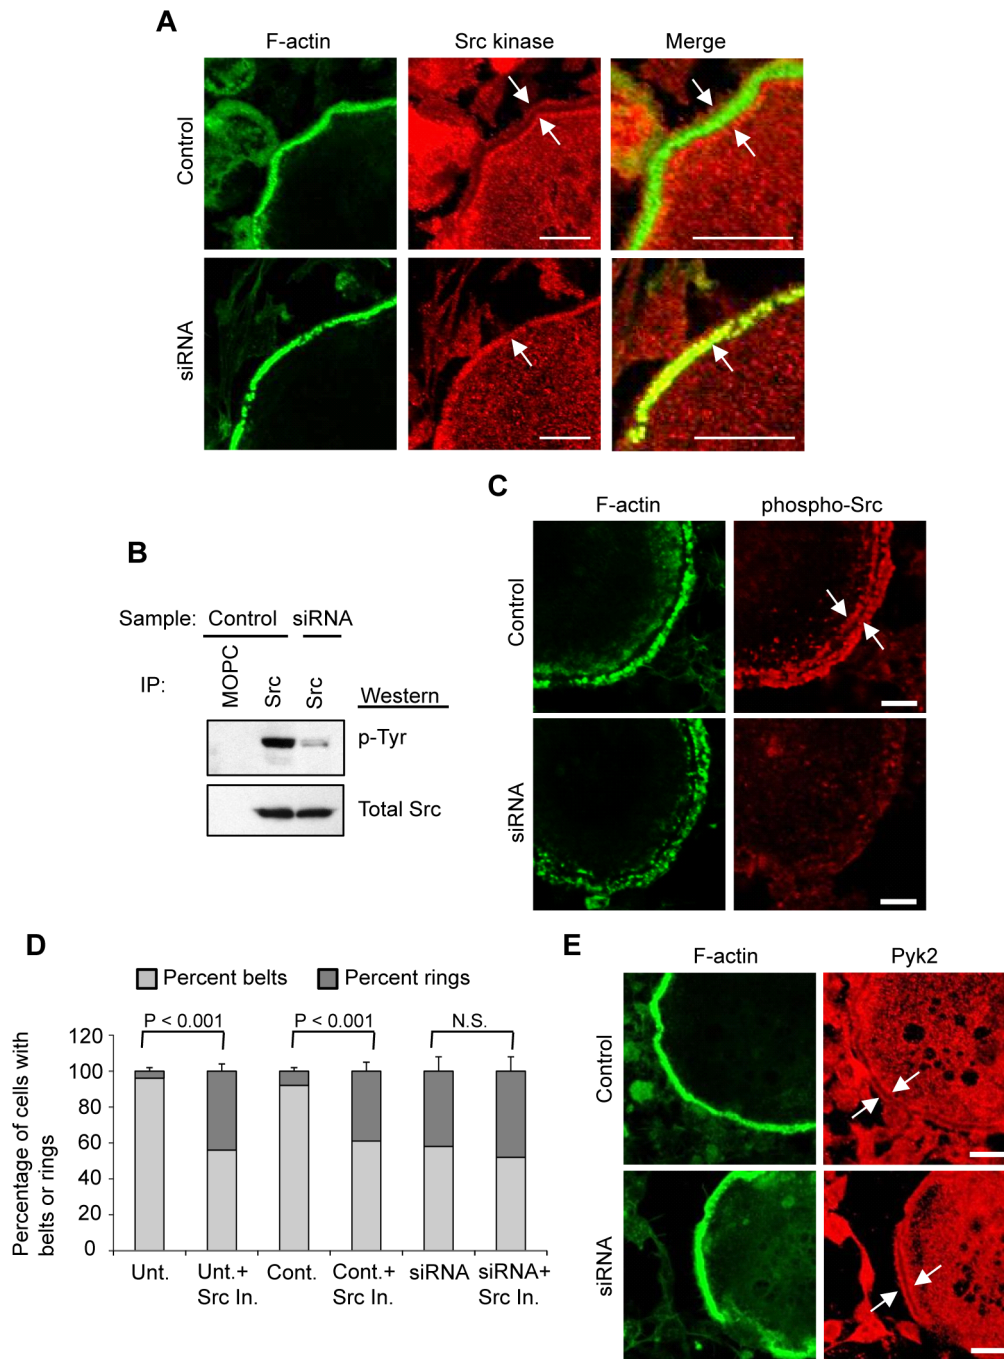 A
F-actin
Src kinase
Merge
Control
siRNA
B
Sample: Control siRNA
IP:
MOPC
Src
Src
Western
p-Tyr
Total Src
C
F-actin
phospho-Src
Control
siRNA
D
Percent belts
Percent rings
P < 0.001
P < 0.001
N.S.
Percentage of cells with
belts or rings
120
100
80
60
40
20
0
Unt.
Unt.+
Src In.
Cont.
Cont.+
Src In.
siRNA
siRNA+
Src In.
E
F-actin
Pyk2
Control
siRNA